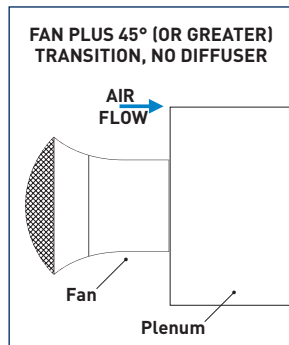 FAN PLUS 45° (OR GREATER)
TRANSITION, NO DIFFUSER
AIR
FLOW
Fan
Plenum